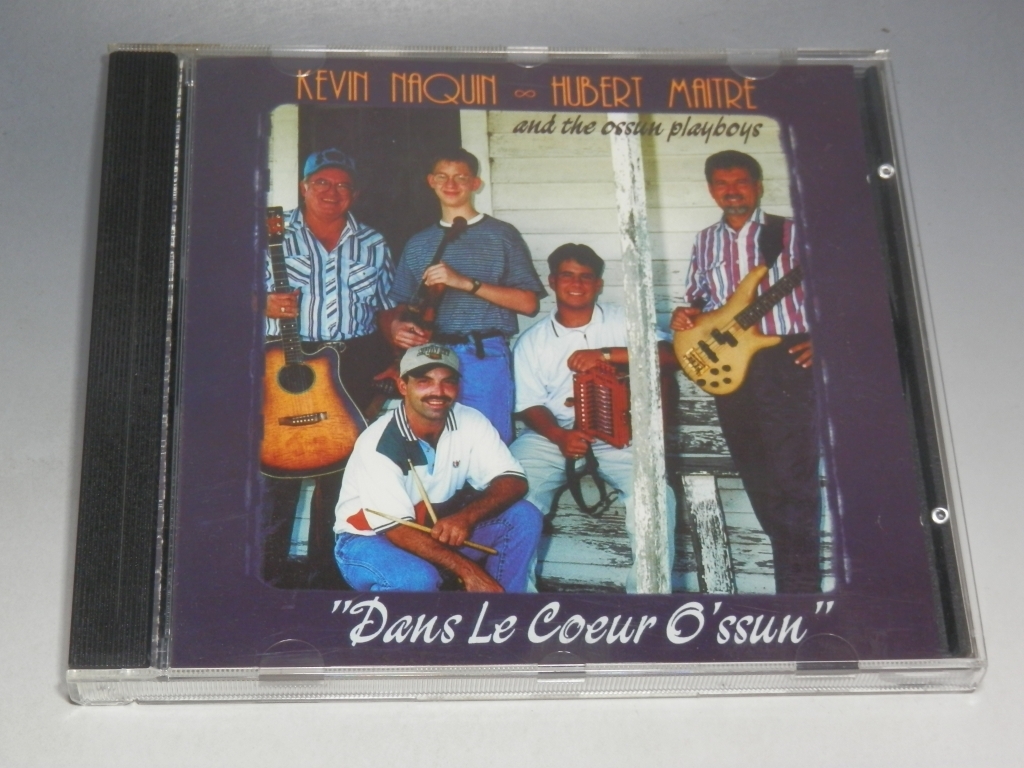 KEVIN NAQUIN ∞ HUBERT MAITRE
and the ossun playboys
"Dans Le Coeur O'ssun"